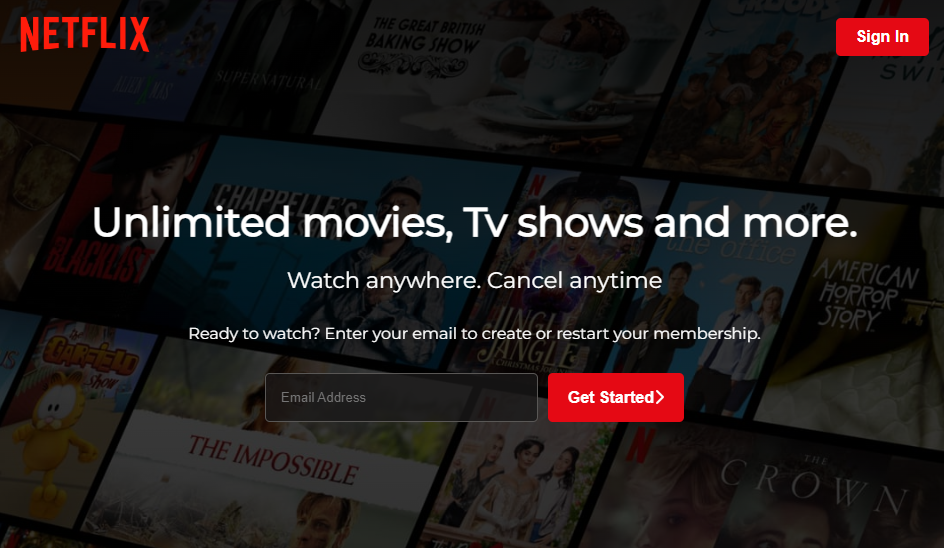 NETFLIX
Sign In
THE GREAT BRITISH
BAKING SHOW
SUPERNATURAL
CHAPPELLE'S
Unlimited movies, Tv shows and more.
the office
BLACKLIST
AMERICAN
HORROR
STORY
Watch anywhere. Cancel anytime
JINGLE
JANGLE
Ready to watch? Enter your email to create or restart your membership.
GARFIELD
Show
Email Address
Get Started
THE IMPOSSIBLE
THE
CROWN